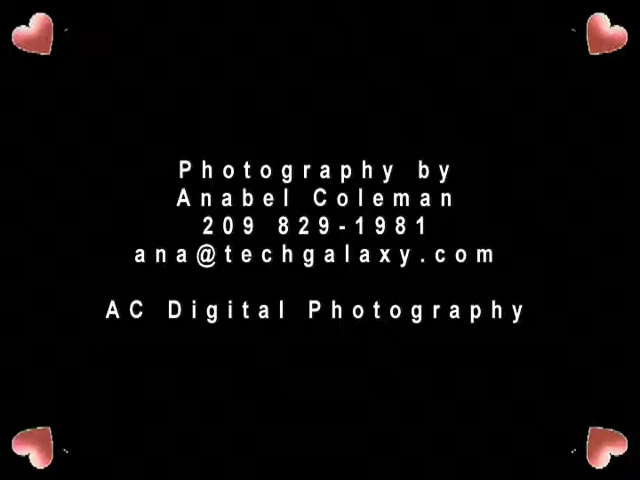 Photography by
Anabel Coleman
209 829-1981
ana@techgalaxy.com
AC Digital Photography